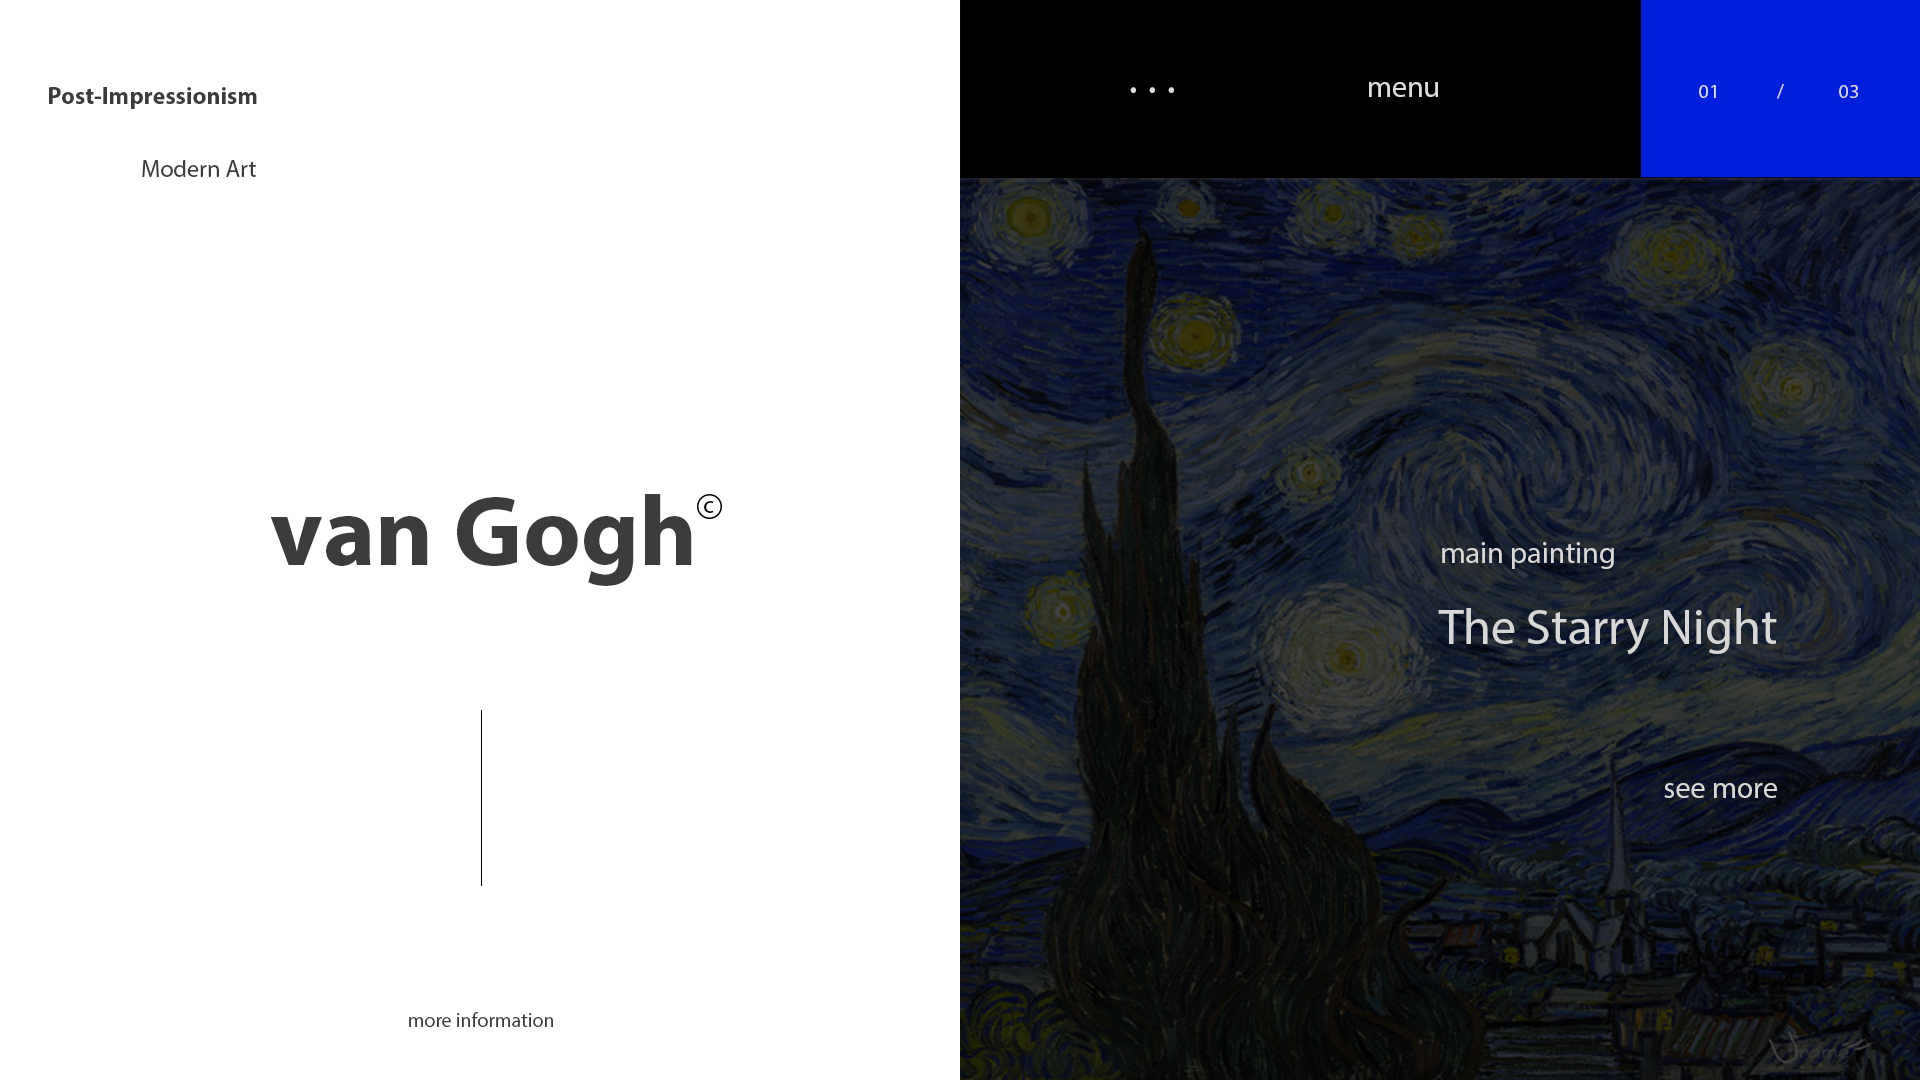 Post-Impressionism
Modern Art
van Gogh©
more information
• • • menu
01 / 03
main painting
The Starry Night
see more